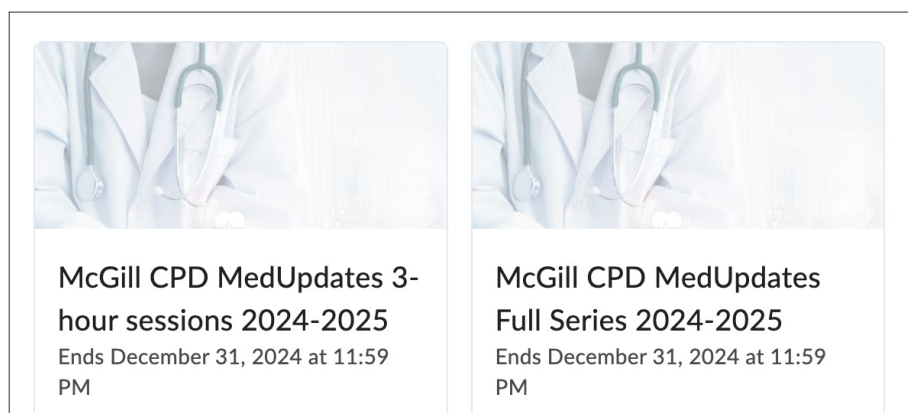 McGill CPD MedUpdates 3-
hour sessions 2024-2025
Ends December 31, 2024 at 11:59
PM
McGill CPD MedUpdates
Full Series 2024-2025
Ends December 31, 2024 at 11:59
PM